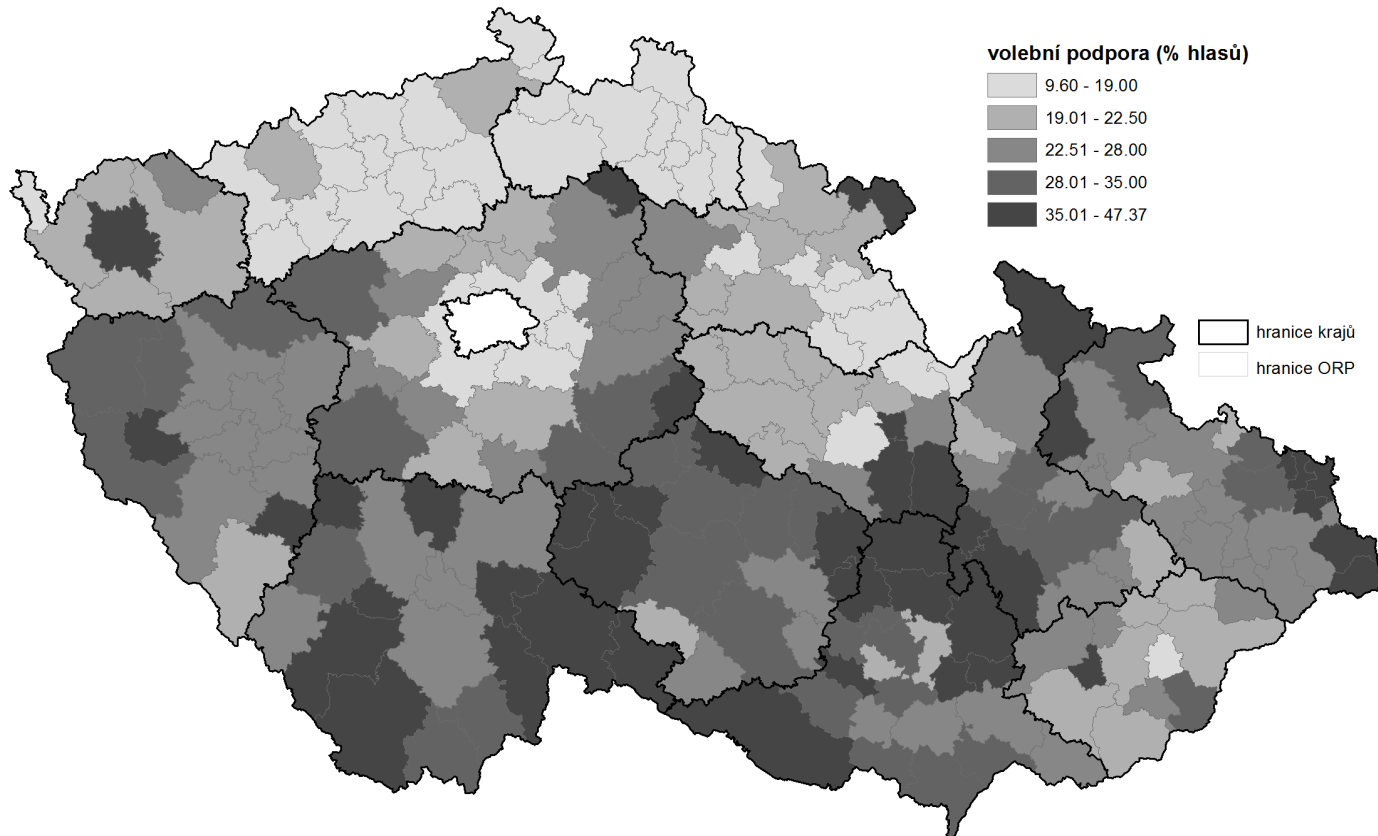 volební podpora (% hlasů)
9.60 - 19.00
19.01 - 22.50
22.51 - 28.00
28.01 - 35.00
35.01 - 47.37
hranice krajů
hranice ORP